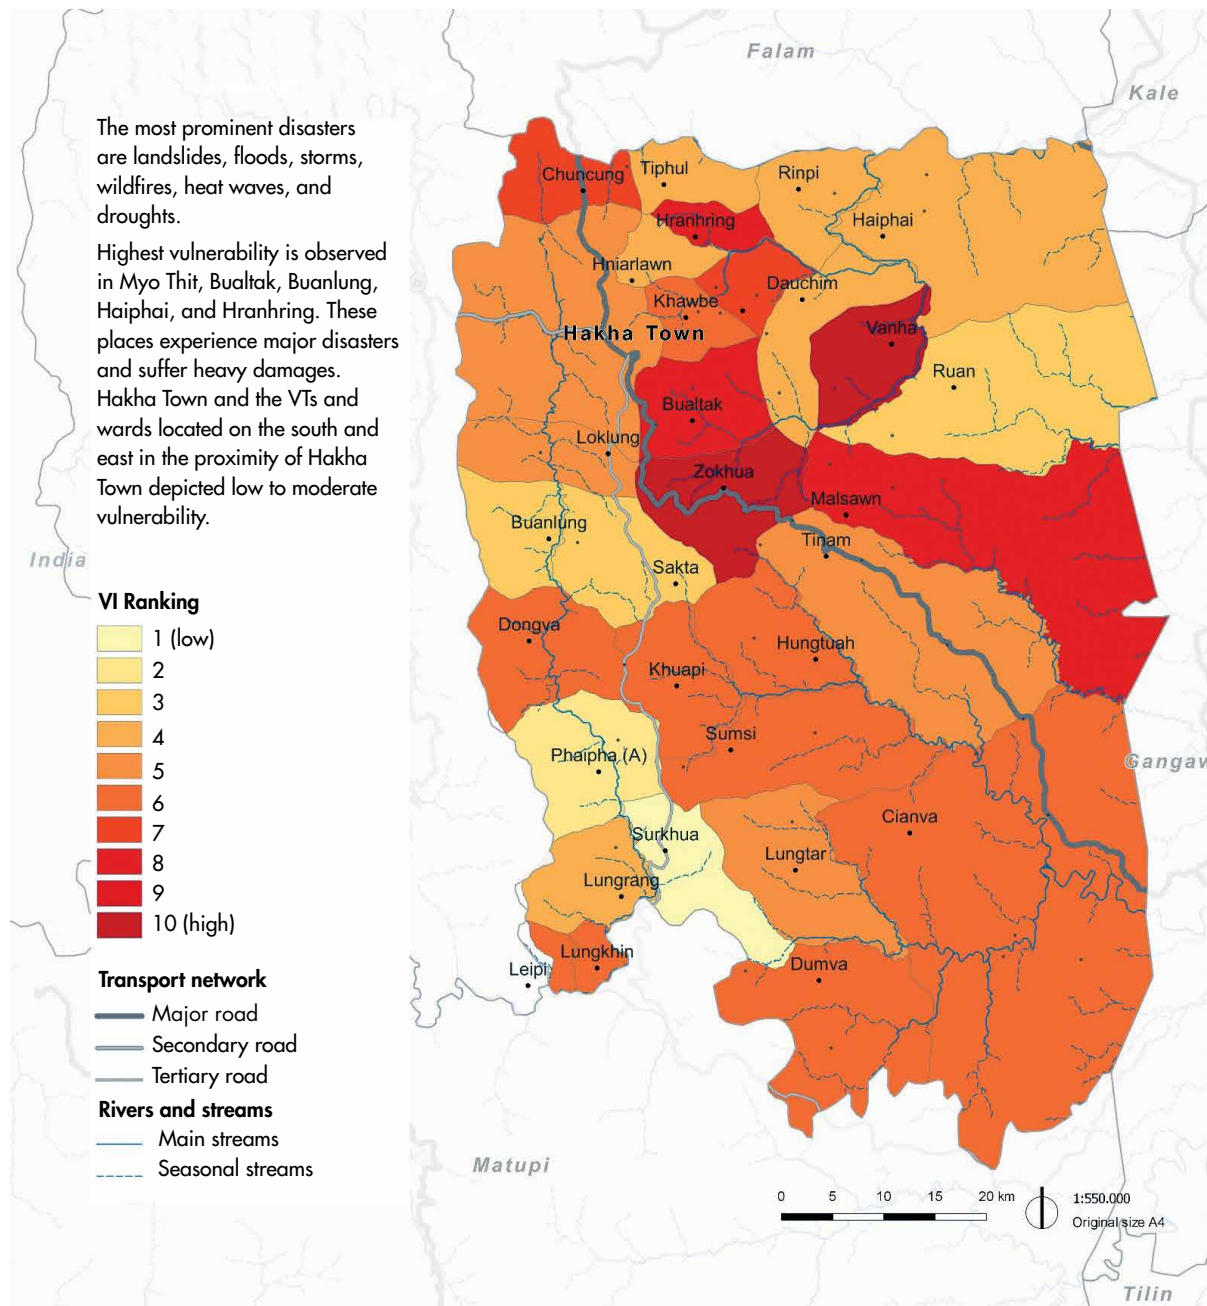 Falam
Kale
The most prominent disasters
are landslides, floods, storms,
wildfires, heat waves, and
droughts.
Highest vulnerability is observed
in Myo Thit, Bualtak, Buanlung,
Haiphai, and Hranhring. These
places experience major disasters
and suffer heavy damages.
Hakha Town and the VTs and
wards located on the south and
east in the proximity of Hakha
Town depicted low to moderate
vulnerability.
Chuncung
Tiphul
Rinpi
Hranhring
Haiphai
Hniarlawn
Dauchim
Khawbe
Hakha Town
Vanha
Ruan
Bualtak
Loklung
Zokhua
Malsawn
Buanlung
Tinam
India
Sakta
Dongva
Hungtuah
Khuapi
Sumsi
Phaipha (A)
Gangaw
Cianva
Surkhua
Lungtar
Lungrang
Lungkhin
Leipi
Dumva
VI Ranking
1 (low)
2
3
4
5
6
7
8
9
10 (high)
Transport network
Major road
Secondary road
Tertiary road
Rivers and streams
Main streams
Seasonal streams
Matupi
0 5 10 15 20 km
1:550.000
Original size A4
Tilin